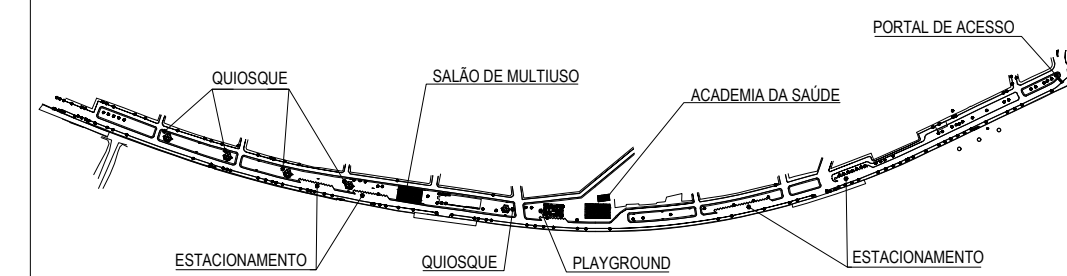 PORTAL DE ACESSO
QUIOSQUE
SALÃO DE MULTIUSO
ACADEMIA DA SAÚDE
ESTACIONAMENTO
QUIOSQUE
PLAYGROUND
ESTACIONAMENTO